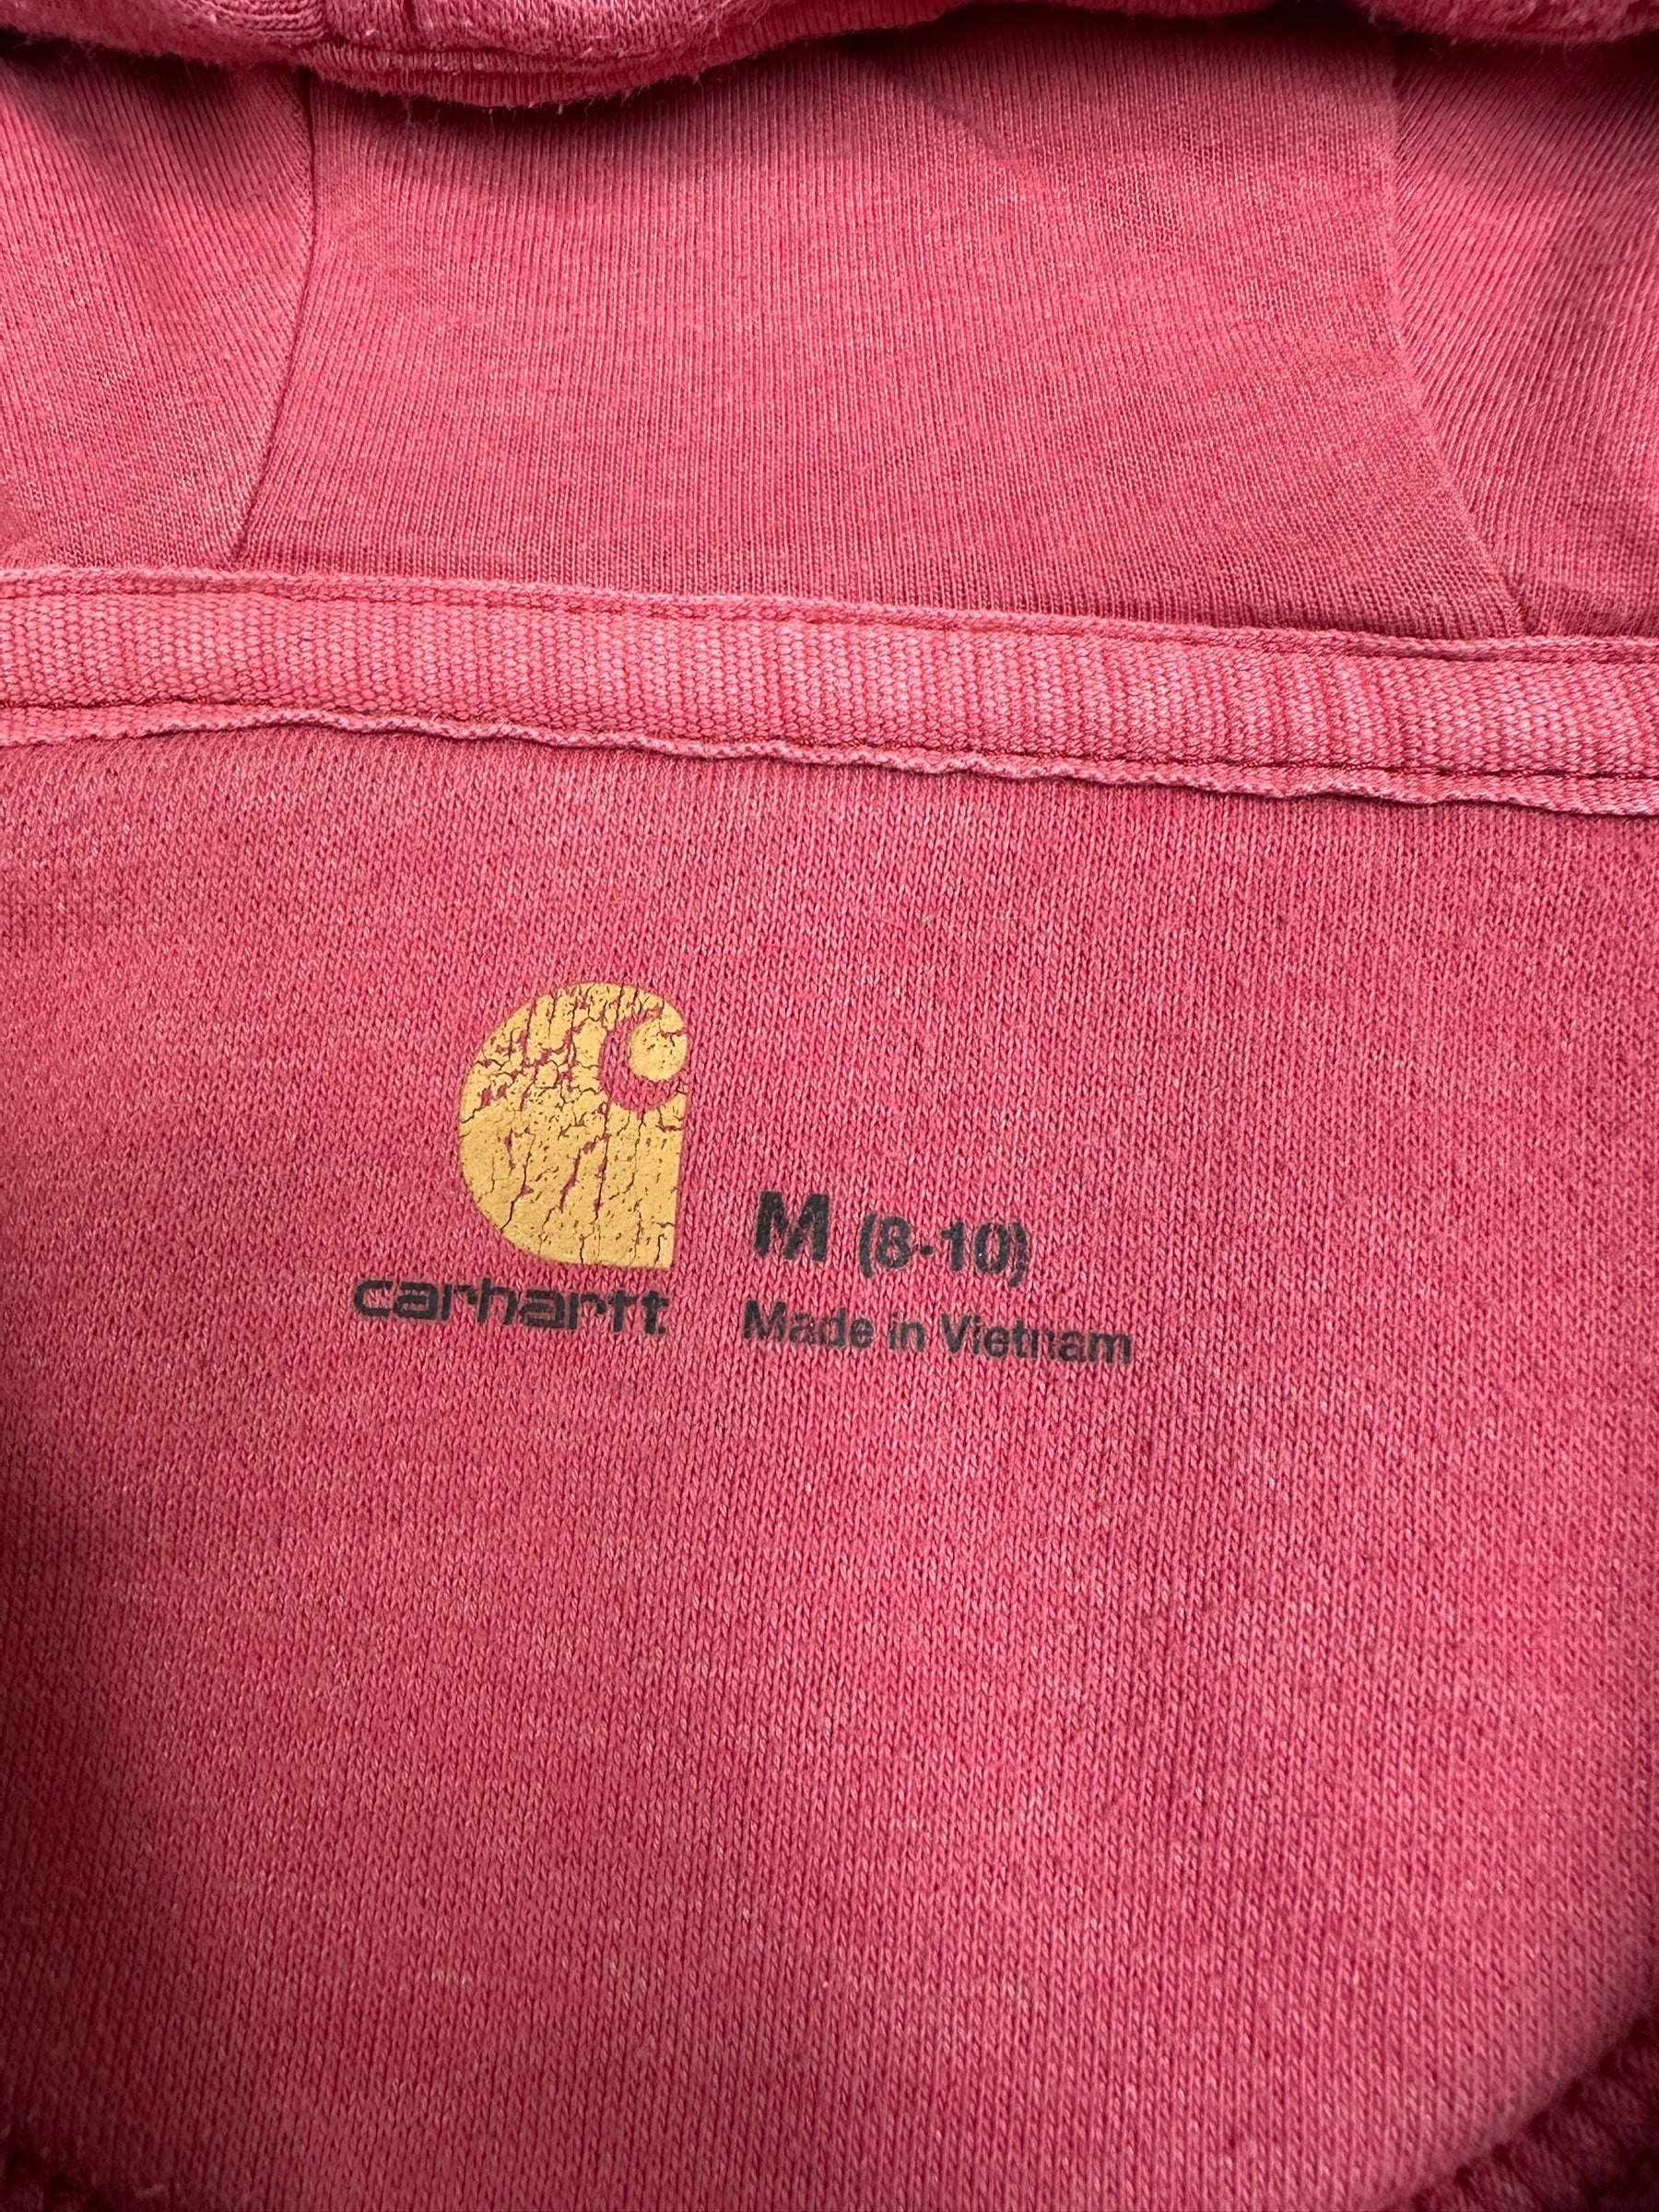 carhartt.
M (8-10)
Made in Vietnam